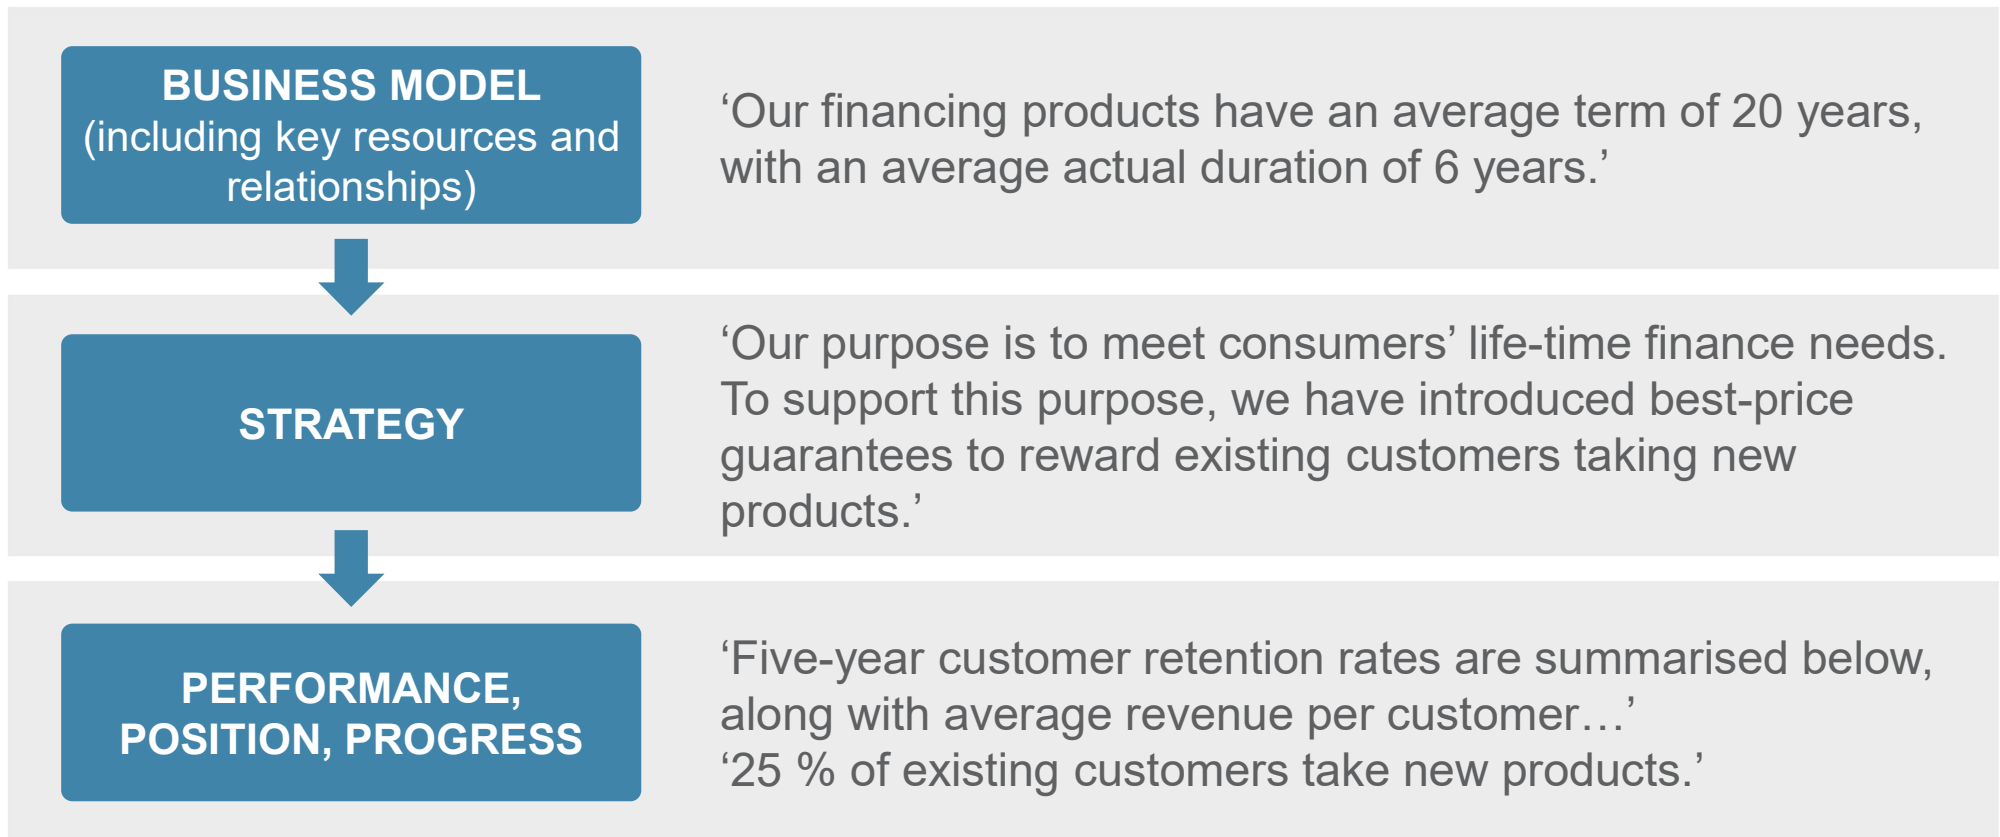 BUSINESS MODEL
(including key resources and
relationships)
‘Our financing products have an average term of 20 years,
with an average actual duration of 6 years.’
STRATEGY
‘Our purpose is to meet consumers’ life-time finance needs.
To support this purpose, we have introduced best-price
guarantees to reward existing customers taking new
products.’
PERFORMANCE,
POSITION, PROGRESS
‘Five-year customer retention rates are summarised below,
along with average revenue per customer…’
‘25 % of existing customers take new products.’